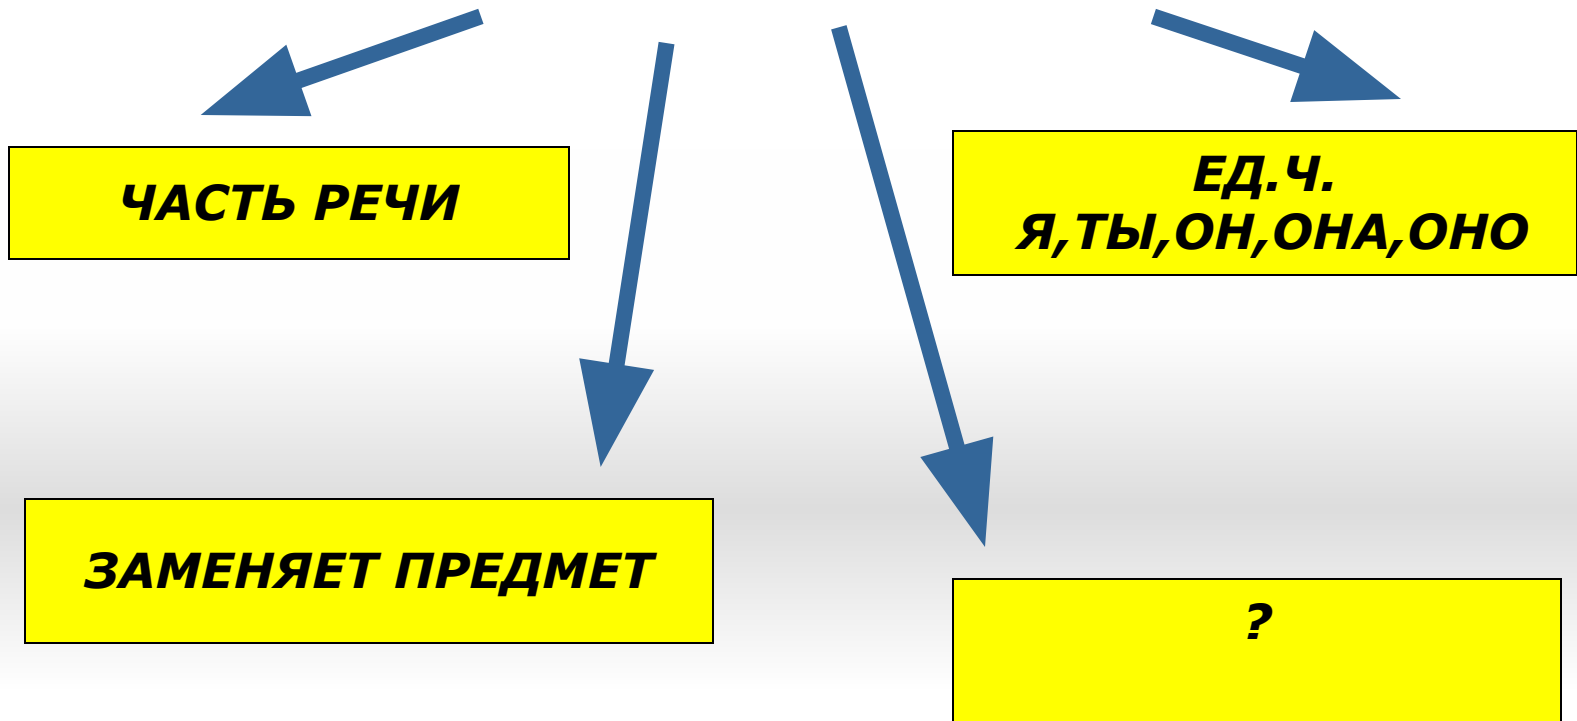 ЧАСТЬ РЕЧИ
ЕД.Ч.
Я,ТЫ,ОН,ОНА,ОНО
ЗАМЕНЯЕТ ПРЕДМЕТ
?